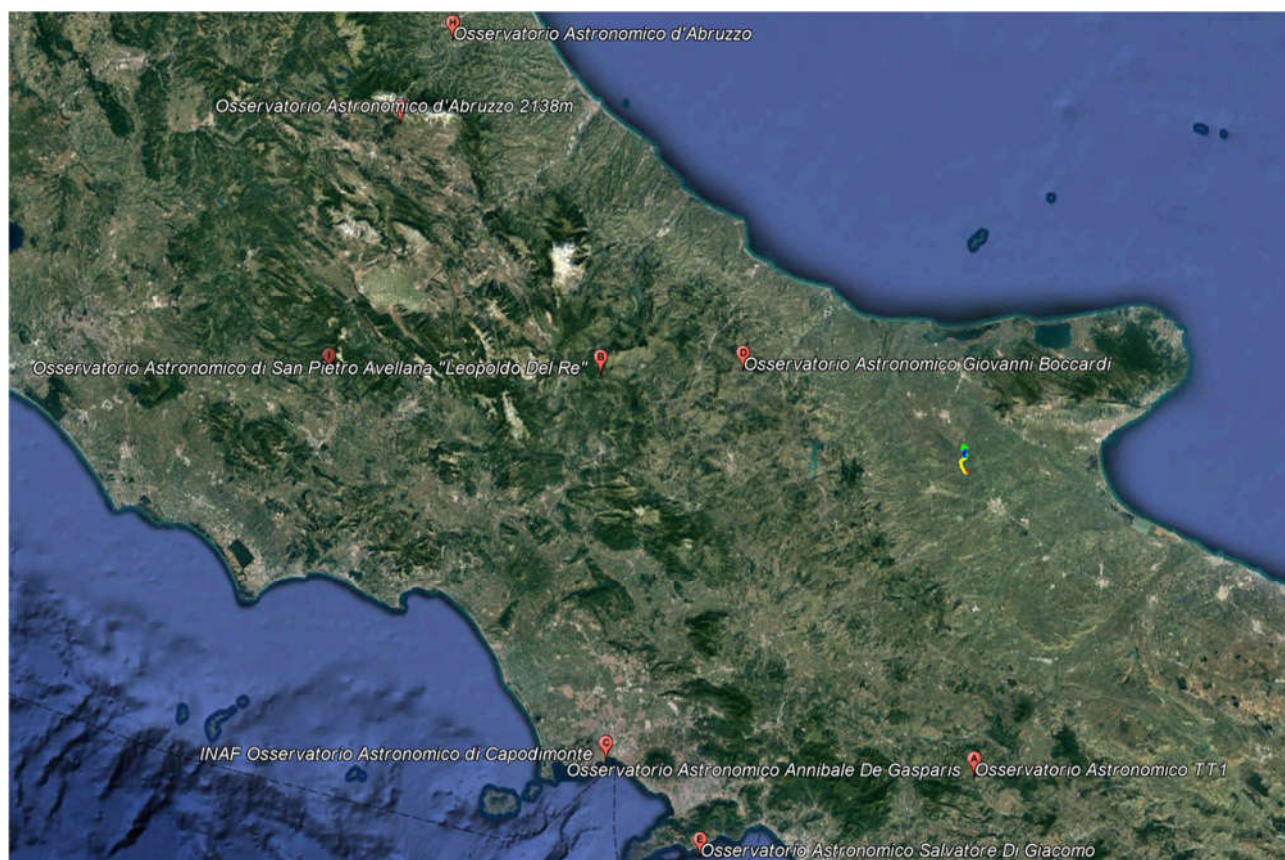 H
Osservatorio Astronomico d'Abruzzo
Osservatorio Astronomico d'Abruzzo 2138m
Osservatorio Astronomico di San Pietro Avellana "Leopoldo Del Re"
B
D
Osservatorio Astronomico Giovanni Boccardi
C
INAF Osservatorio Astronomico di Capodimonte
Osservatorio Astronomico Annibale De Gasparis
A
Osservatorio Astronomico TT1
E
Osservatorio Astronomico Salvatore Di Giacomo